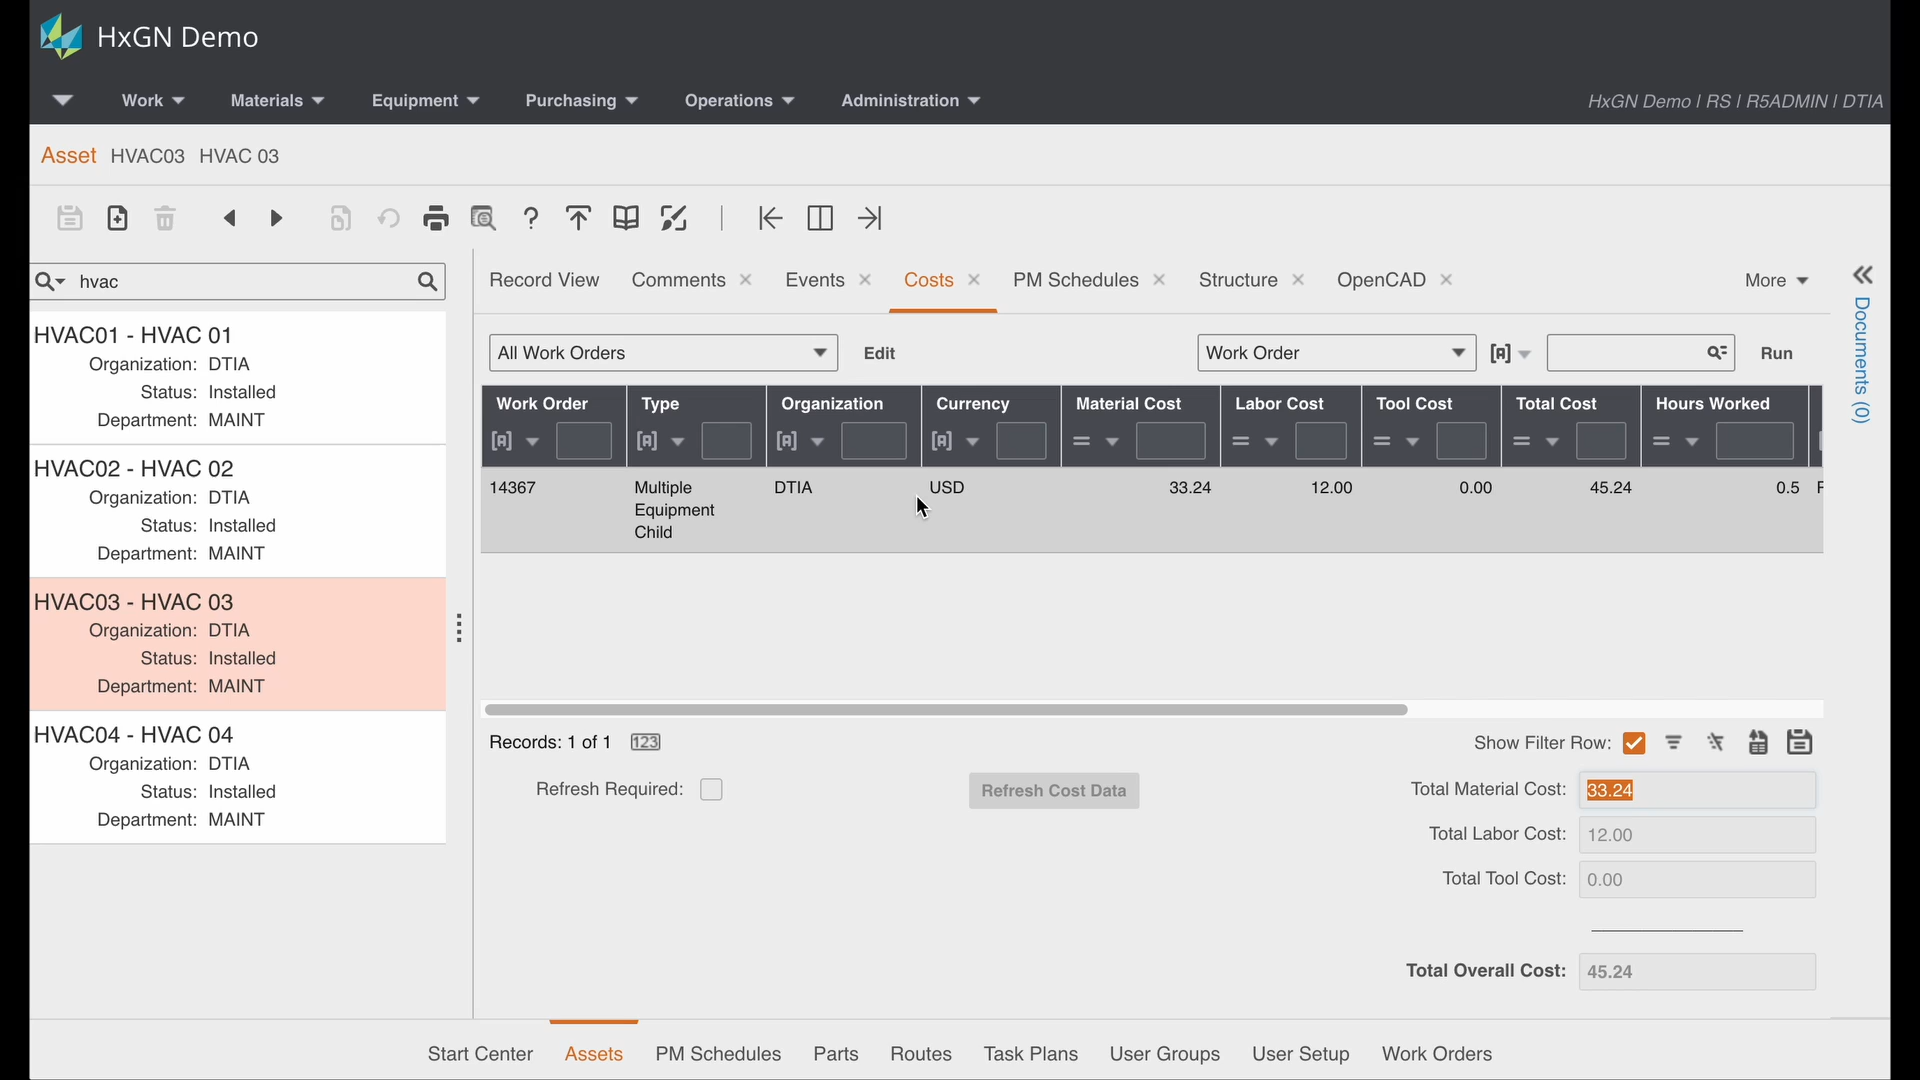 HxGN Demo
Work Materials Equipment Purchasing Operations Administration HxGN Demo | RS | R5ADMIN | DTIA
Asset HVAC03 HVAC 03
hvac
HVAC01 - HVAC 01
Organization: DTIA
Status: Installed
Department: MAINT
HVAC02 - HVAC 02
Organization: DTIA
Status: Installed
Department: MAINT
HVAC03 - HVAC 03
Organization: DTIA
Status: Installed
Department: MAINT
HVAC04 - HVAC 04
Organization: DTIA
Status: Installed
Department: MAINT
Record View Comments Events Costs PM Schedules Structure OpenCAD More
All Work Orders Edit Work Order [A] Run
Work Order Type Organization Currency Material Cost Labor Cost Tool Cost Total Cost Hours Worked
[A] [A] [A] [A] = = = = =
14367 Multiple DTIA USD 33.24 12.00 0.00 45.24 0.5
Equipment
Child
Records: 1 of 1 123 Show Filter Row:
Refresh Required: Refresh Cost Data Total Material Cost: 33.24
Total Labor Cost: 12.00
Total Tool Cost: 0.00
Total Overall Cost: 45.24
Documents (0)
Start Center Assets PM Schedules Parts Routes Task Plans User Groups User Setup Work Orders